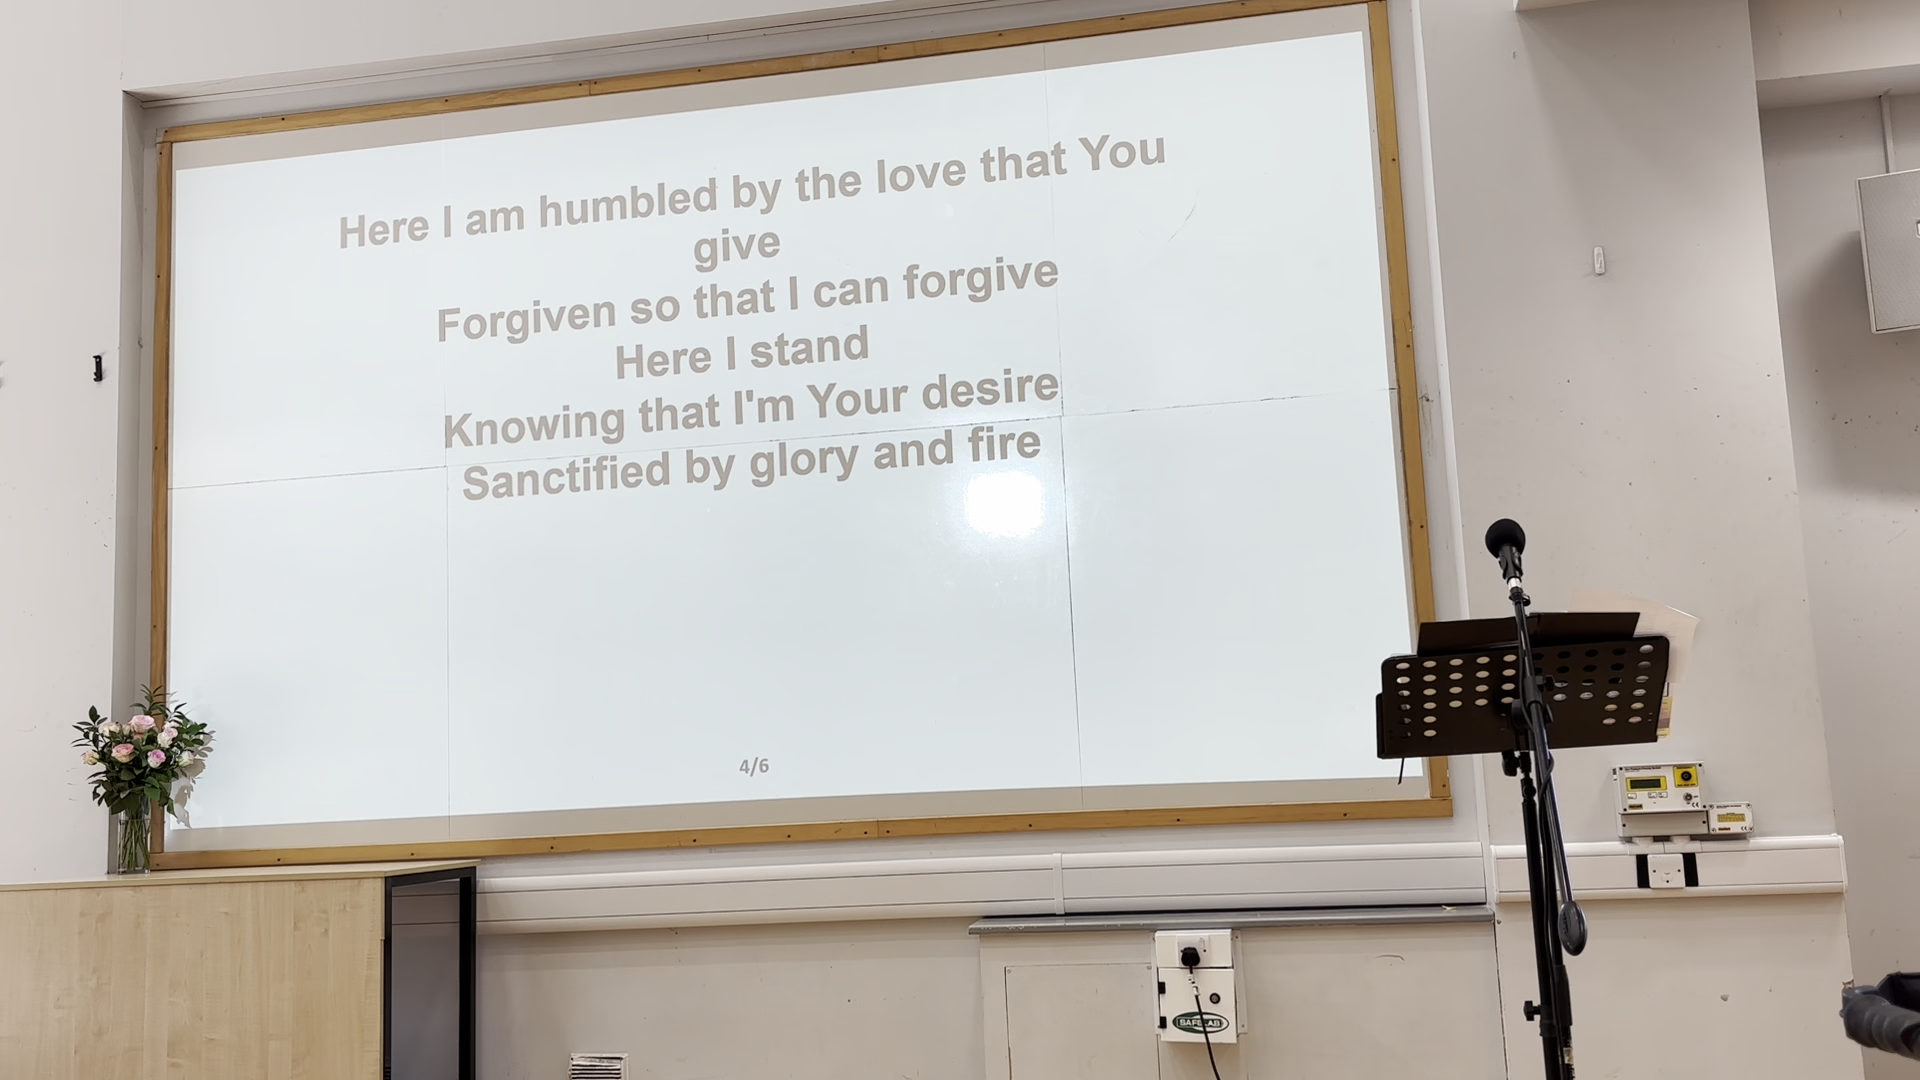 Here I am humbled by the love that You
give
Forgiven so that I can forgive
Here I stand
Knowing that I'm Your desire
Sanctified by glory and fire
4/6
SAFELAB